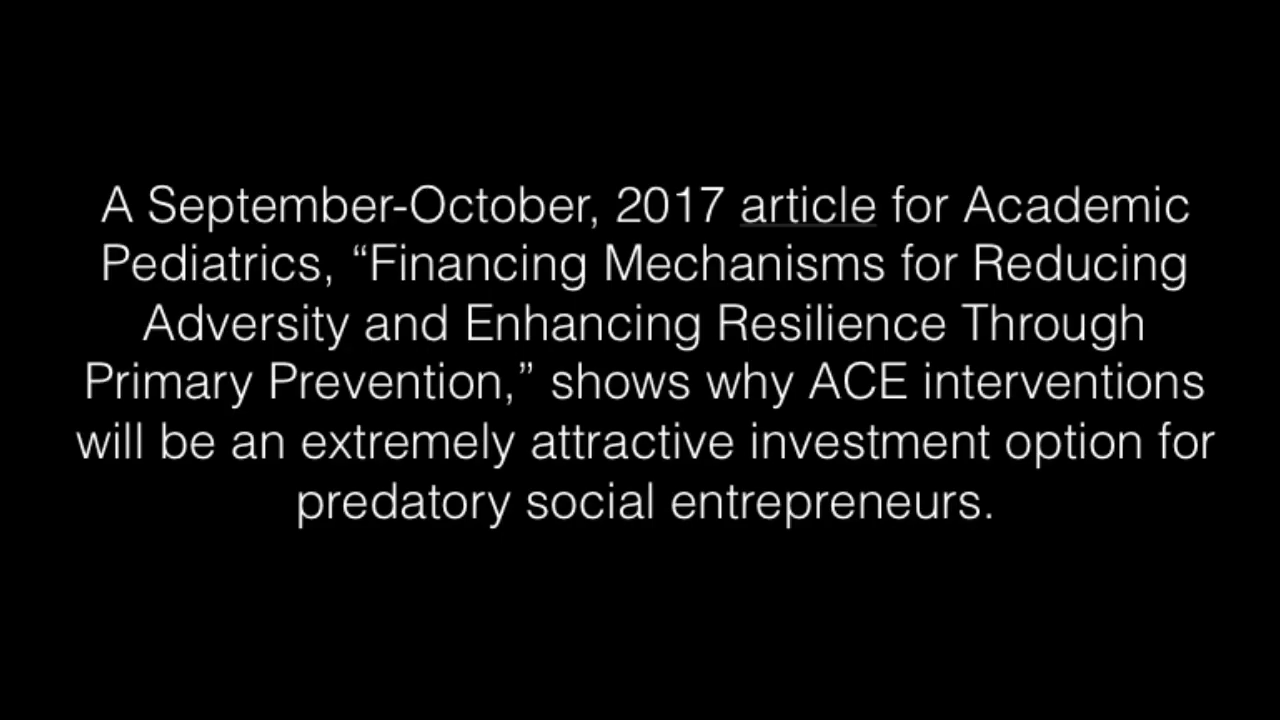 A September-October, 2017 article for Academic
Pediatrics, “Financing Mechanisms for Reducing
Adversity and Enhancing Resilience Through
Primary Prevention,” shows why ACE interventions
will be an extremely attractive investment option for
predatory social entrepreneurs.